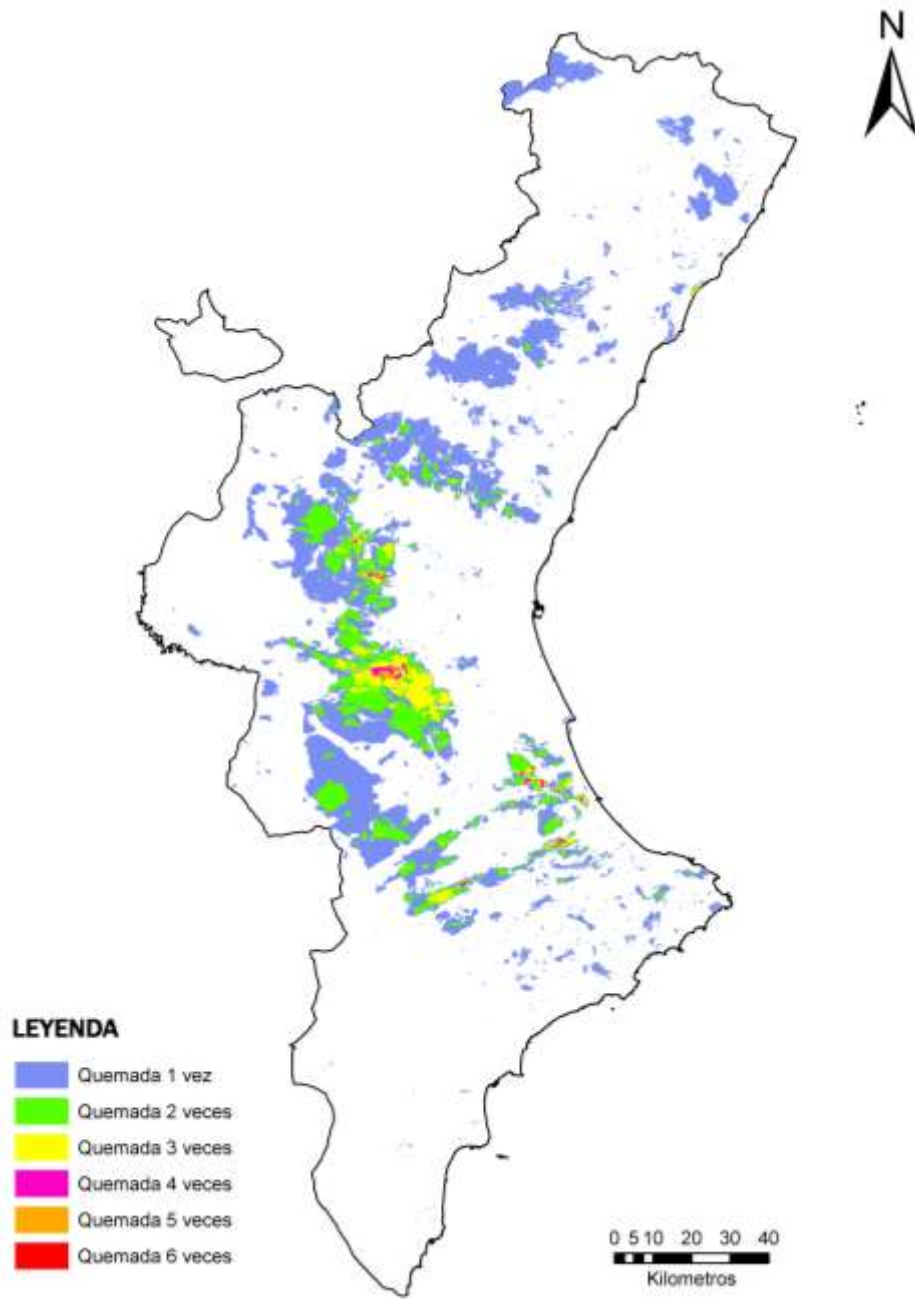 N
LEYENDA
Quemada 1 vez
Quemada 2 veces
Quemada 3 veces
Quemada 4 veces
Quemada 5 veces
Quemada 6 veces
0 5 10 20 30 40
Kilometros